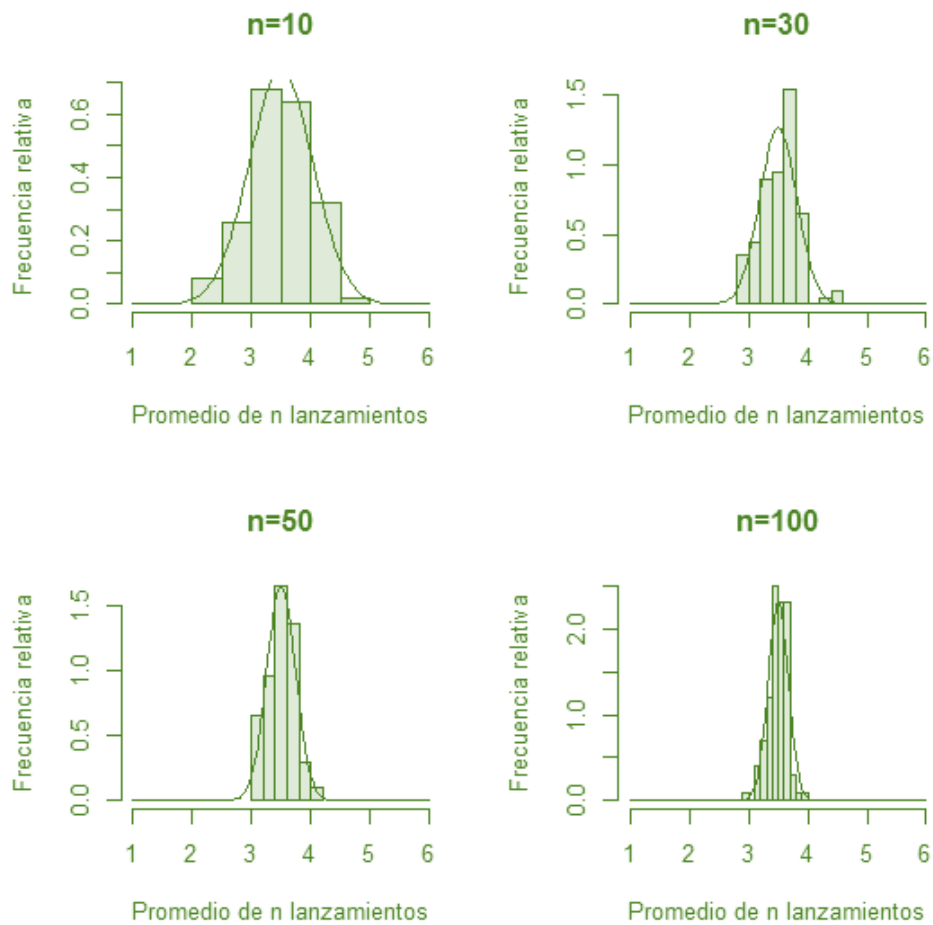 n=10
Frecuencia relativa
0.0 0.2 0.4 0.6
1 2 3 4 5 6
Promedio de n lanzamientos
n=30
Frecuencia relativa
0.0 0.5 1.0 1.5
1 2 3 4 5 6
Promedio de n lanzamientos
n=50
Frecuencia relativa
0.0 0.5 1.0 1.5
1 2 3 4 5 6
Promedio de n lanzamientos
n=100
Frecuencia relativa
0.0 1.0 2.0
1 2 3 4 5 6
Promedio de n lanzamientos